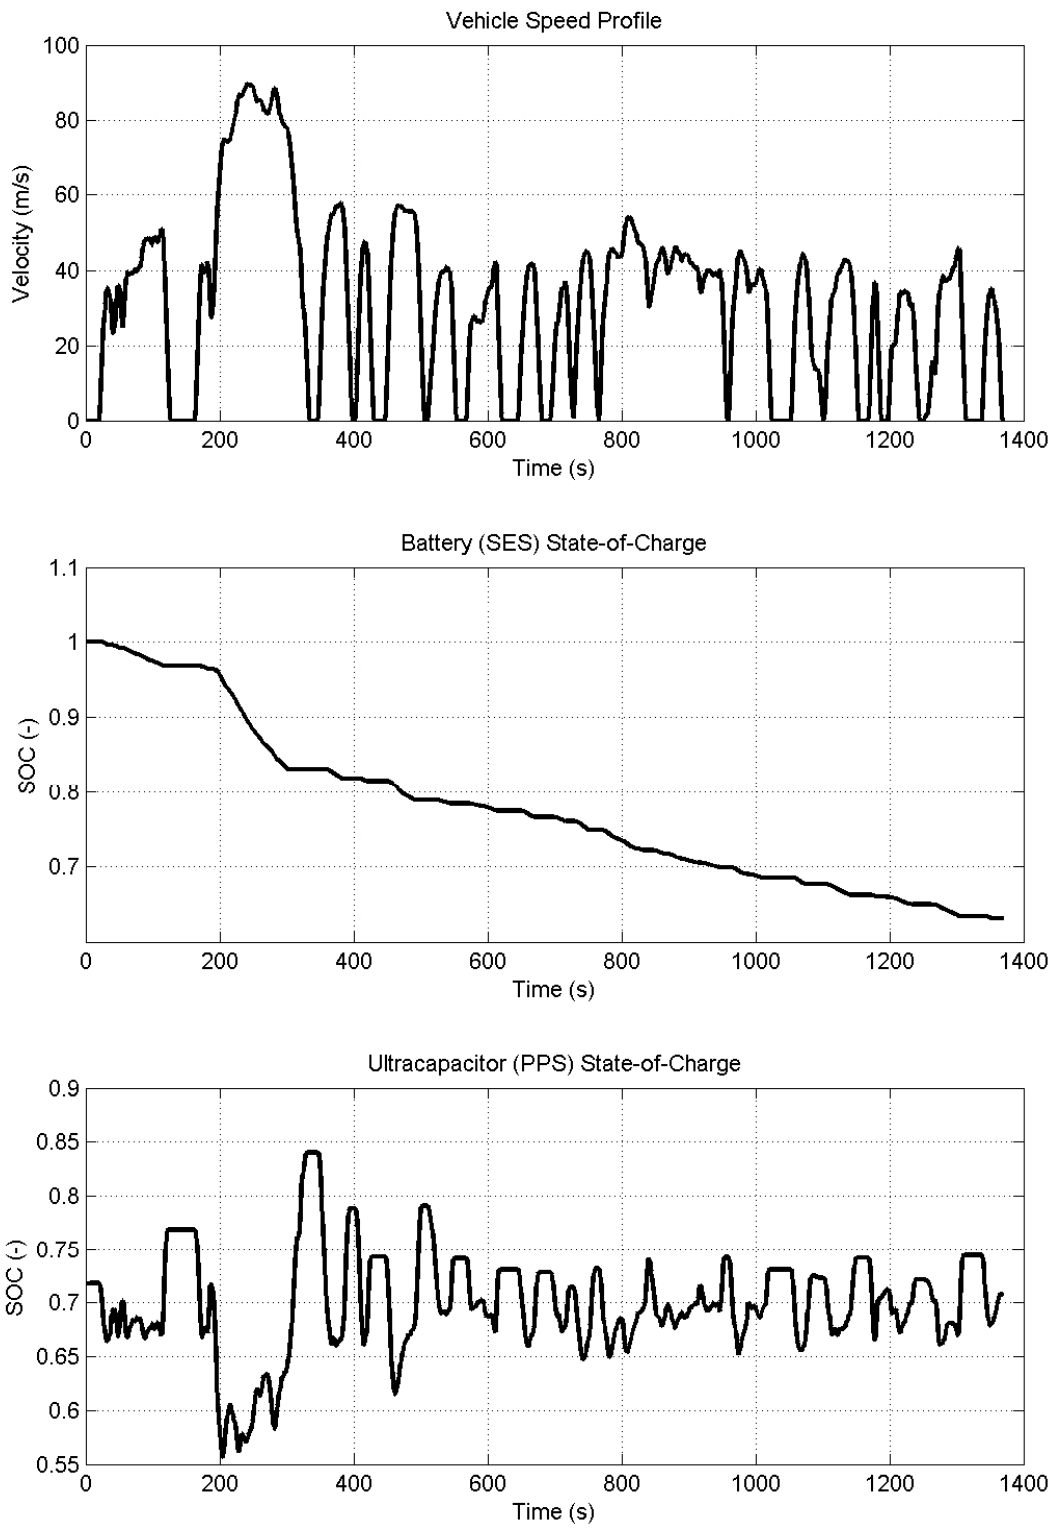 Vehicle Speed Profile
100
80
60
40
20
0
Velocity (m/s)
0 200 400 600 800 1000 1200 1400
Time (s)
Battery (SES) State-of-Charge
1.1
1
0.9
0.8
0.7
SOC (-)
0 200 400 600 800 1000 1200 1400
Time (s)
Ultracapacitor (PPS) State-of-Charge
0.9
0.85
0.8
0.75
0.7
0.65
0.6
0.55
SOC (-)
0 200 400 600 800 1000 1200 1400
Time (s)